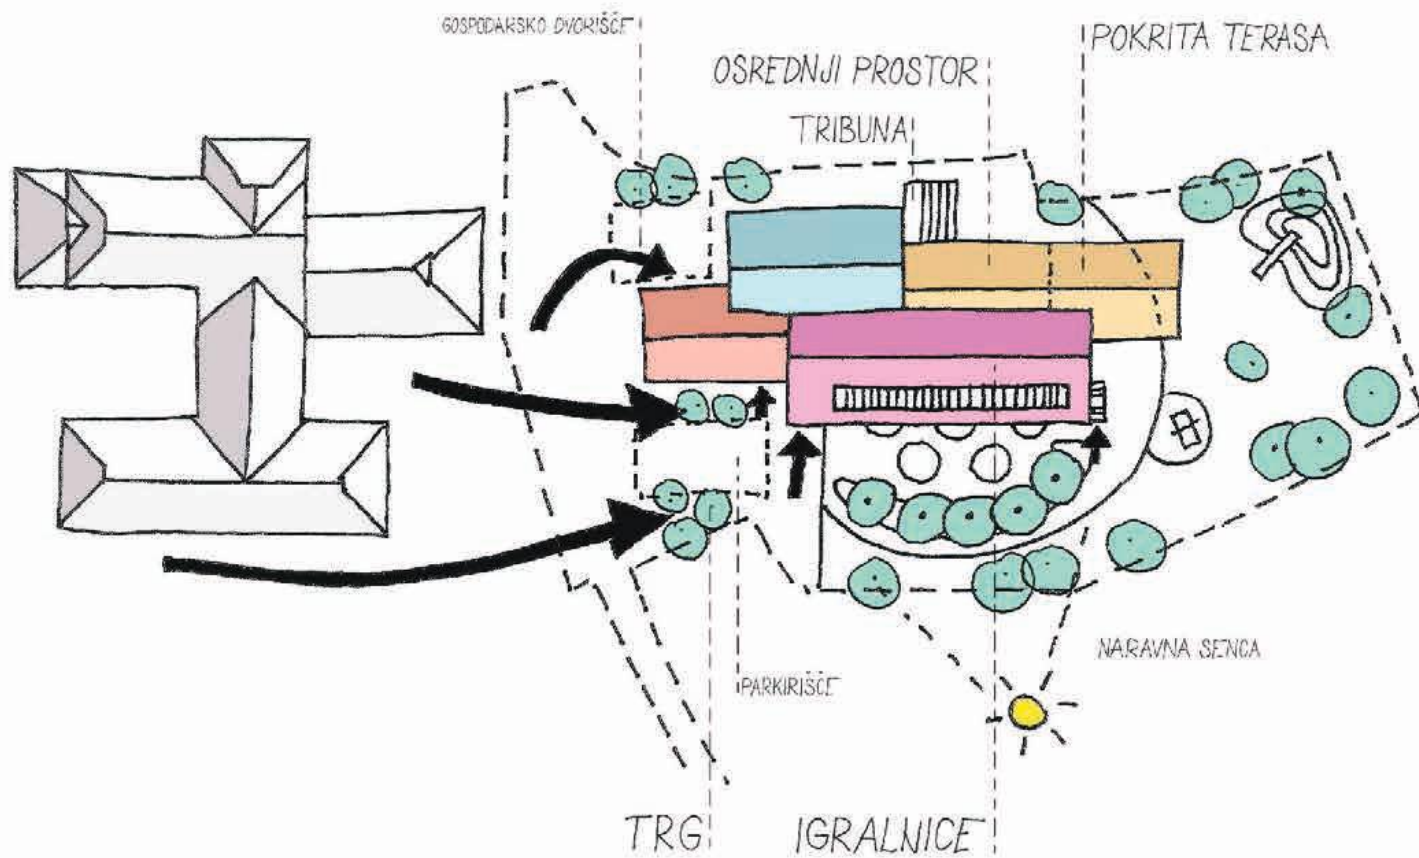 GOSPODARSKO DVORIŠČE
POKRITA TERASA
OSREDNJI PROSTOR
TRIBUNA
NARAVNA SENCA
PARKIRIŠČE
TRG
IGRALNICE